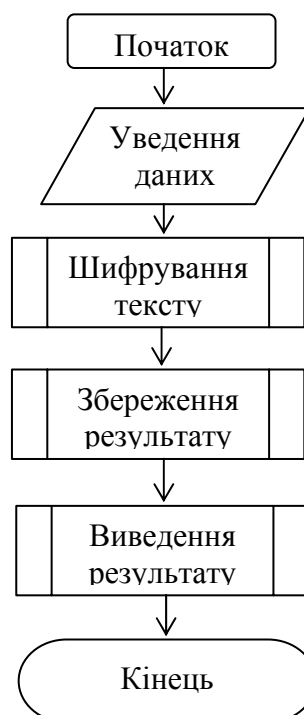 Початок
Уведення
даних
Шифрування
тексту
Збереження
результату
Виведення
результату
Кінець